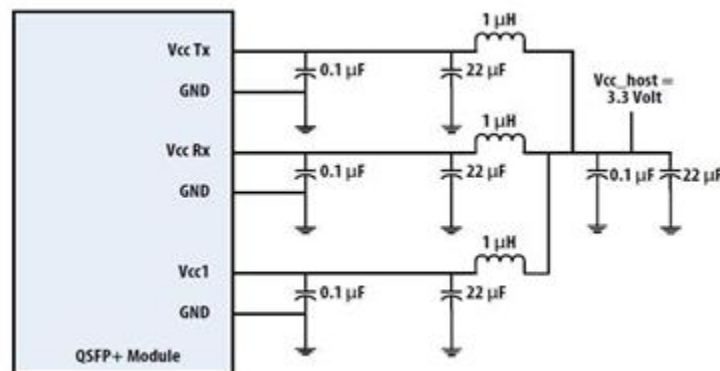 1 µH
Vcc Tx
0.1 µF
22 µF
GND
Vcc_host =
3.3 Volt
1 µH
Vcc Rx
0.1 µF
22 µF
0.1 µF
22 µF
GND
1 µH
Vcc1
0.1 µF
22 µF
GND
QSFP+ Module